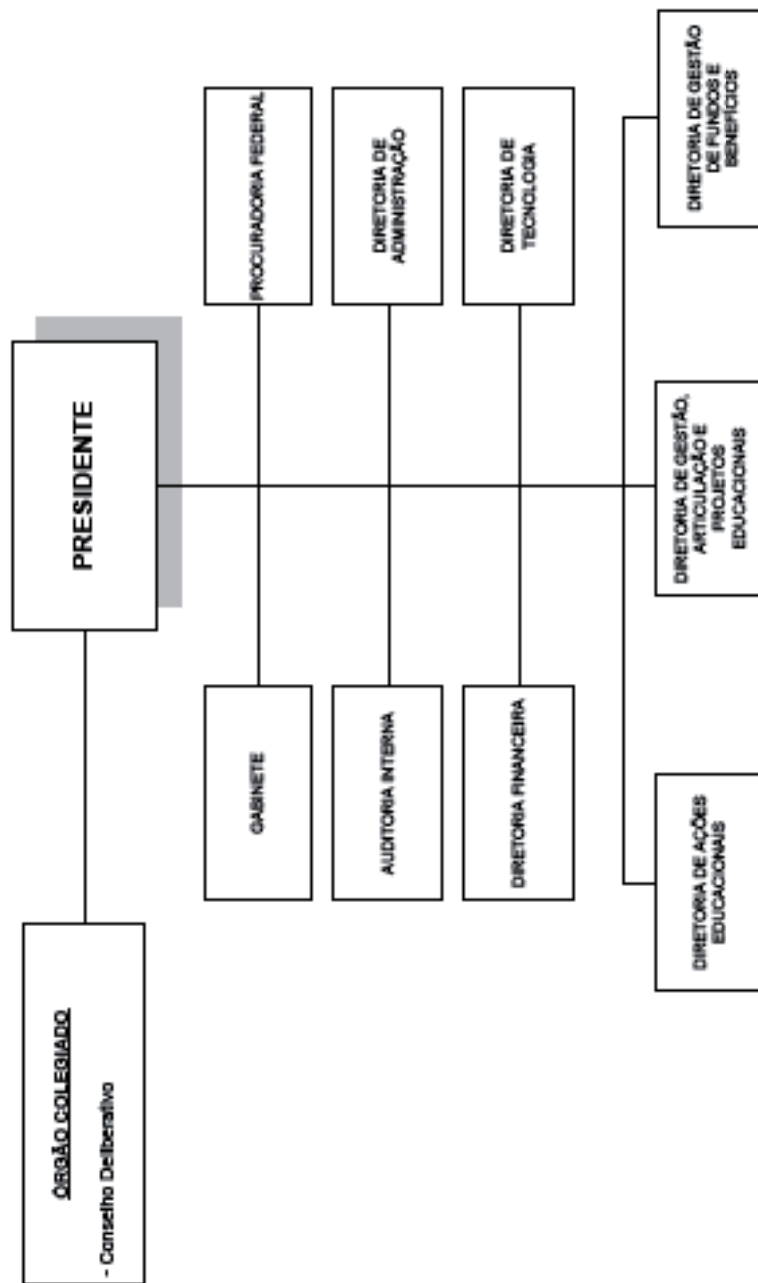 ÓRGÃO COLEGIADO
- Conselho Deliberativo
PRESIDENTE
GABINETE
PROCURADORIA FEDERAL
AUDITORIA INTERNA
DIRETORIA DE
ADMINISTRAÇÃO
DIRETORIA FINANCEIRA
DIRETORIA DE
TECNOLOGIA
DIRETORIA DE AÇÕES
EDUCACIONAIS
DIRETORIA DE GESTÃO,
ARTICULAÇÃO E
PROJETOS
EDUCACIONAIS
DIRETORIA DE GESTÃO
DE FUNDOS E
BENEFÍCIOS